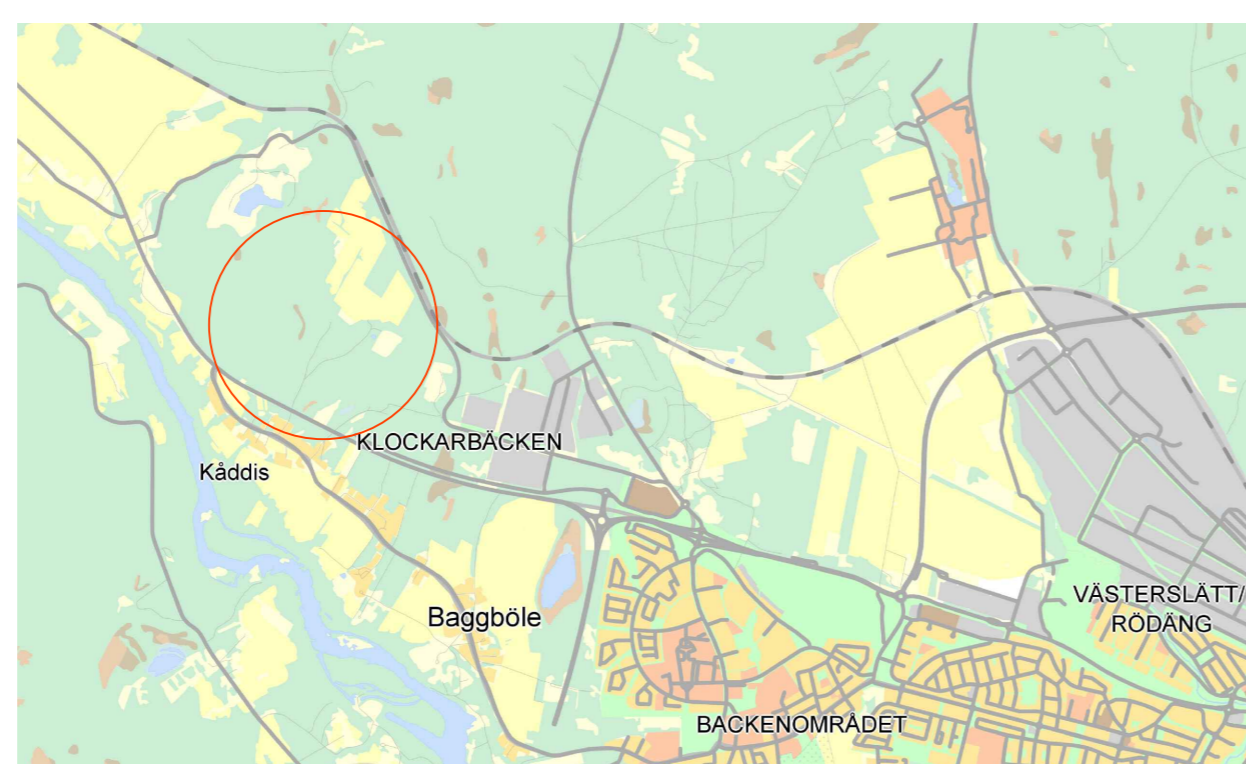 KLOCKARBÄCKEN
Kåddis
Baggböle
VÄSTERSLÄTT/
RÖDÄNG
BACKENOMRÅDET